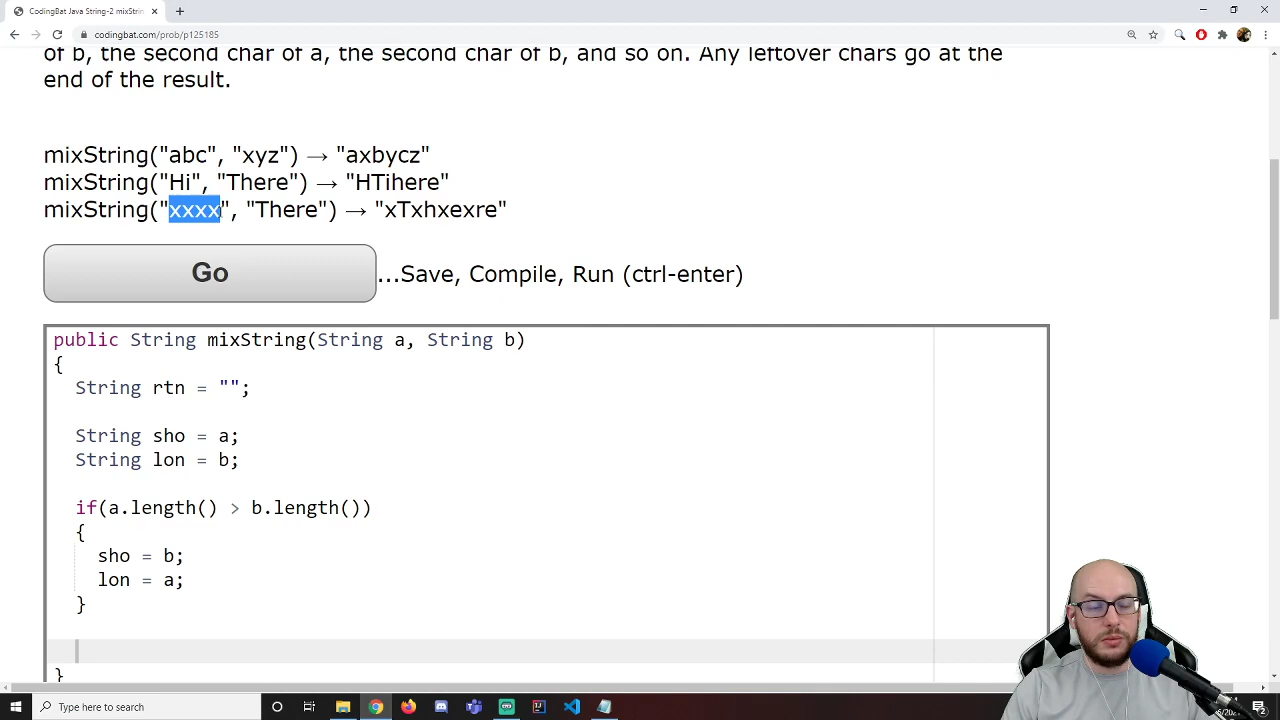 CodingBat Java String-2 mixStrin
codingbat.com/prob/p125185
of b, the second char of a, the second char of b, and so on. Any leftover chars go at the
end of the result.
mixString("abc", "xyz") → "axbycz"
mixString("Hi", "There") → "HTihere"
mixString("xxxx", "There") → "xTxhxexre"
Go
...Save, Compile, Run (ctrl-enter)
public String mixString(String a, String b)
{
String rtn = "";
String sho = a;
String lon = b;
if(a.length() > b.length())
{
sho = b;
lon = a;
}
}
Type here to search